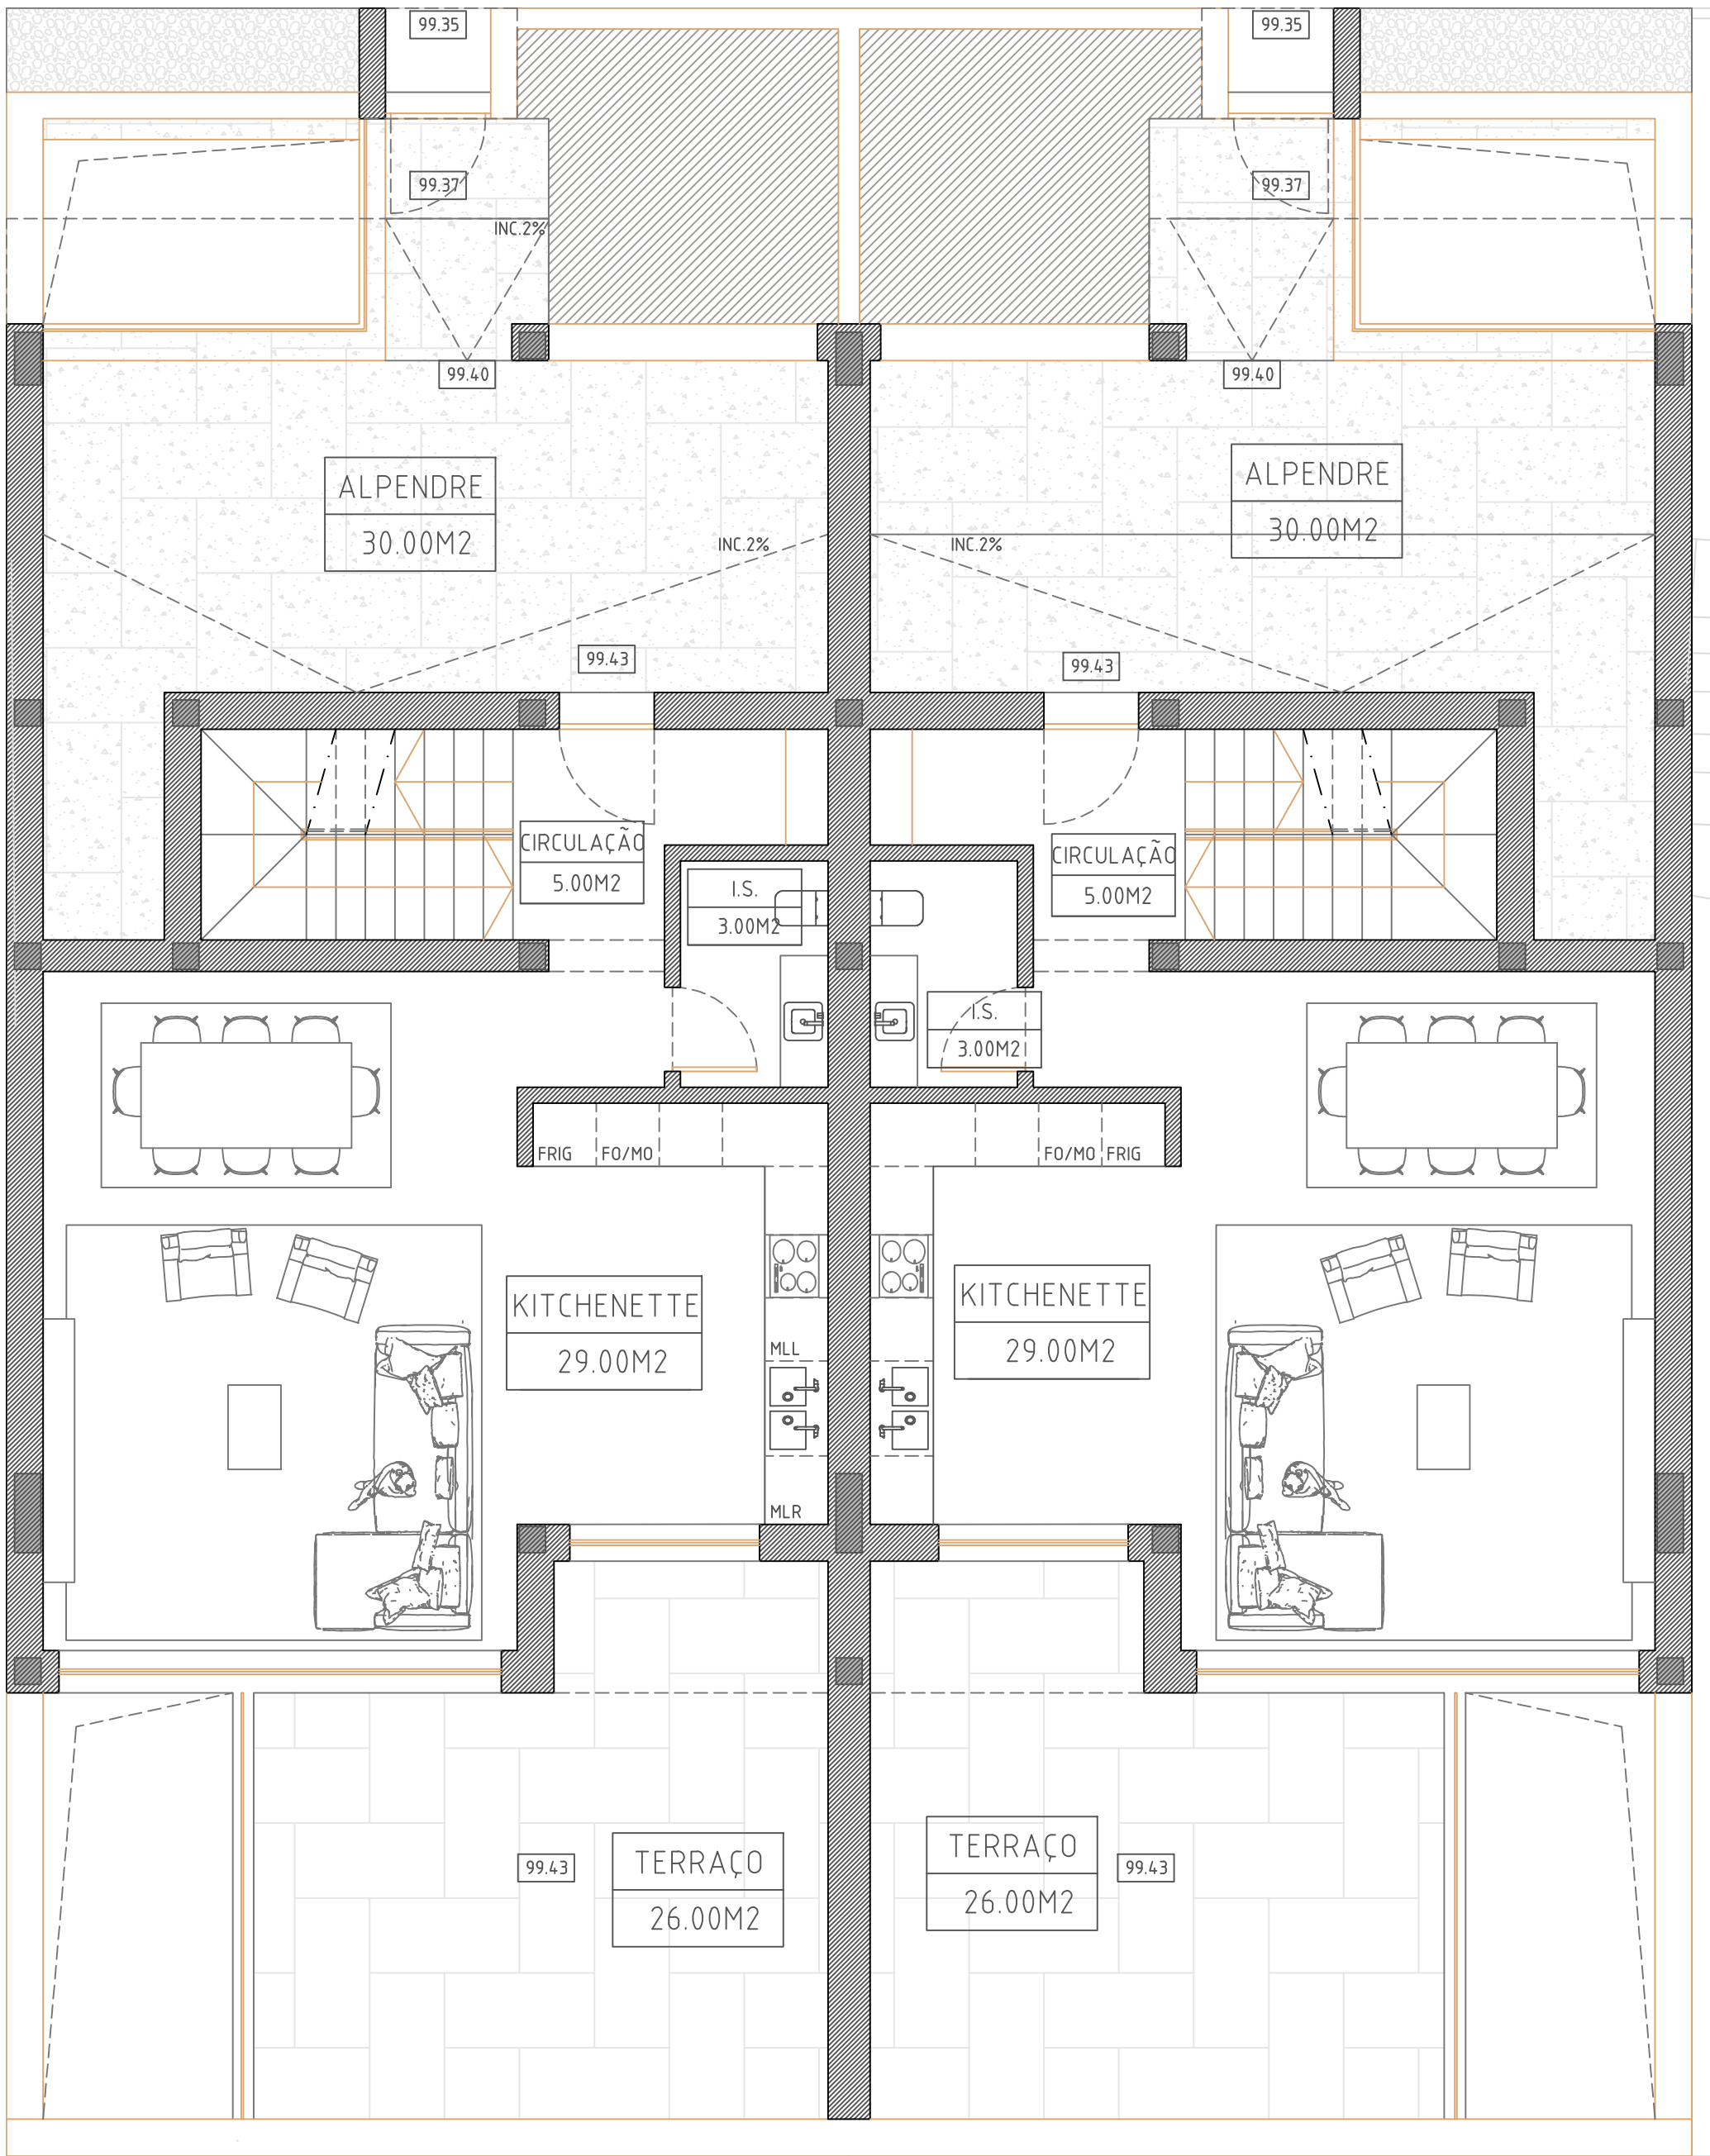 99.35
99.35
99.37
99.37
INC.2%
99.40
99.40
ALPENDRE
30.00M2
ALPENDRE
30.00M2
INC.2%
INC.2%
99.43
99.43
CIRCULAÇÃO
5.00M2
CIRCULAÇÃO
5.00M2
I.S.
3.00M2
I.S.
3.00M2
FRIG
FO/MO
FO/MO
FRIG
KITCHENETTE
29.00M2
KITCHENETTE
29.00M2
MLL
MLR
TERRAÇO
26.00M2
TERRAÇO
26.00M2
99.43
99.43